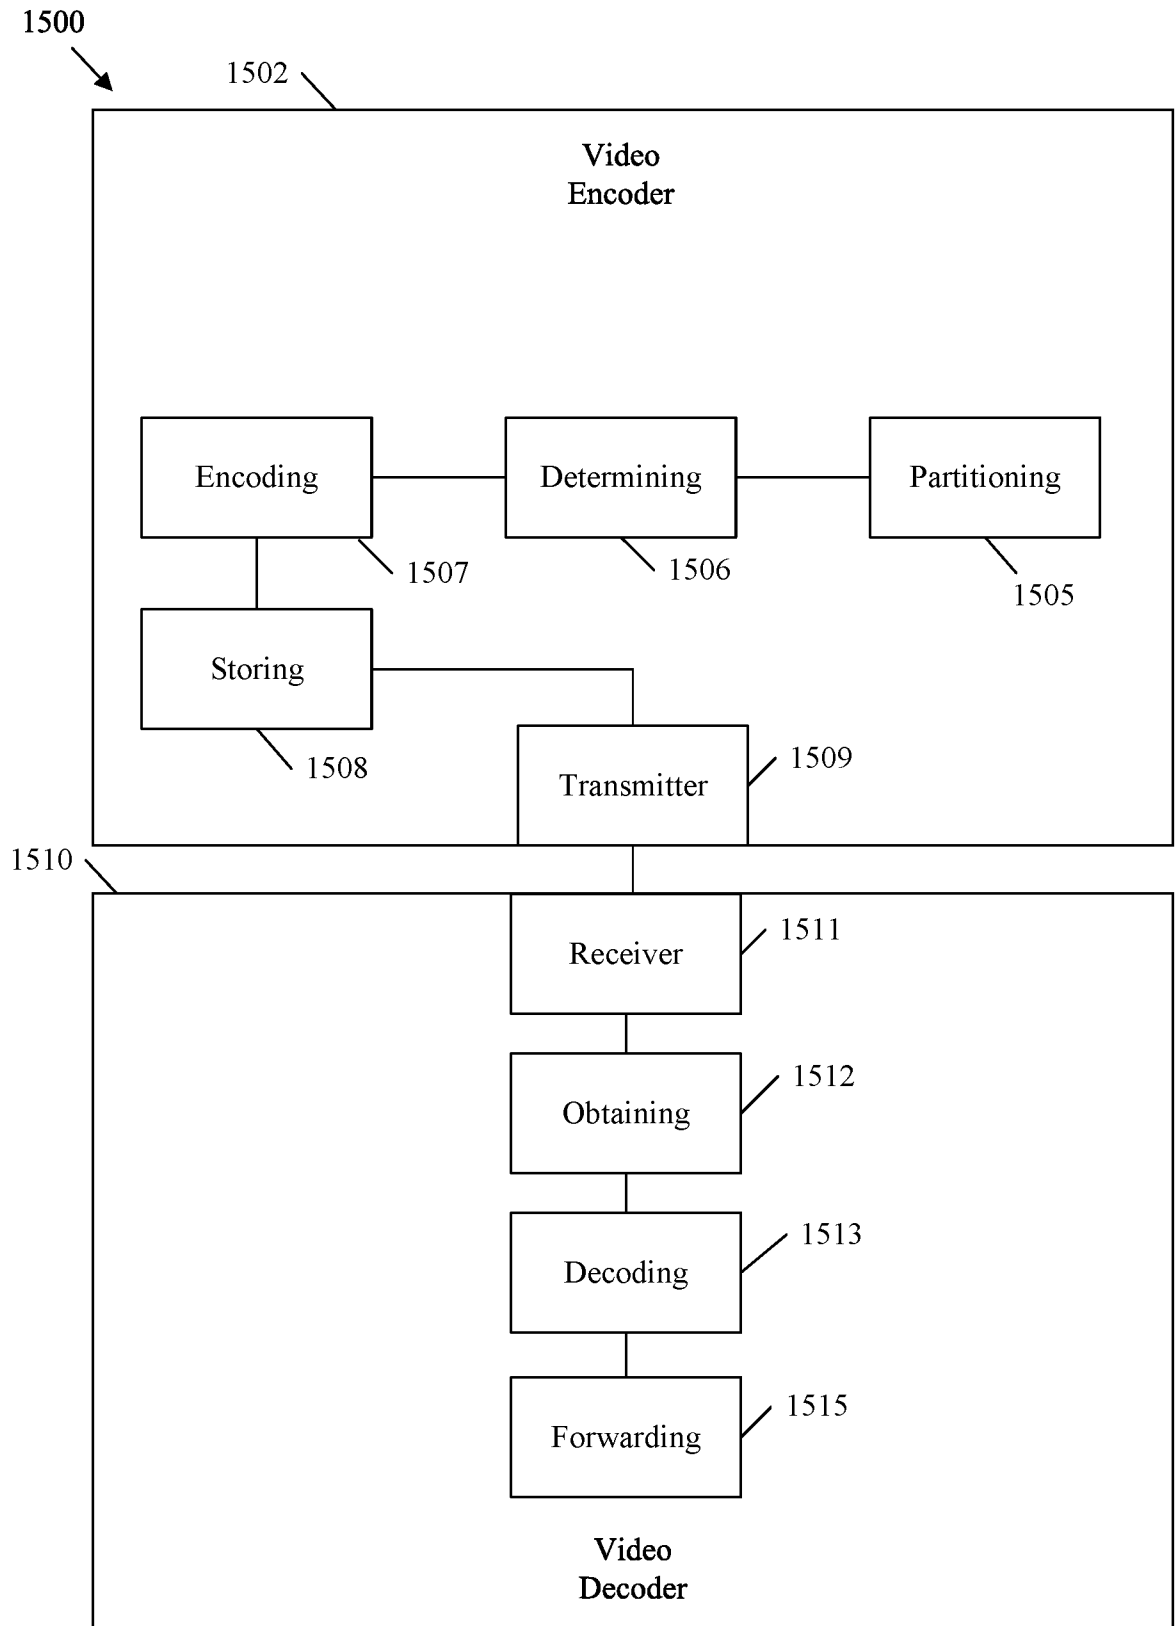 1500
1502
Video
Encoder
Encoding
Determining
Partitioning
1507
1506
1505
Storing
1508
Transmitter
1509
1510
Receiver
1511
Obtaining
1512
Decoding
1513
Forwarding
1515
Video
Decoder